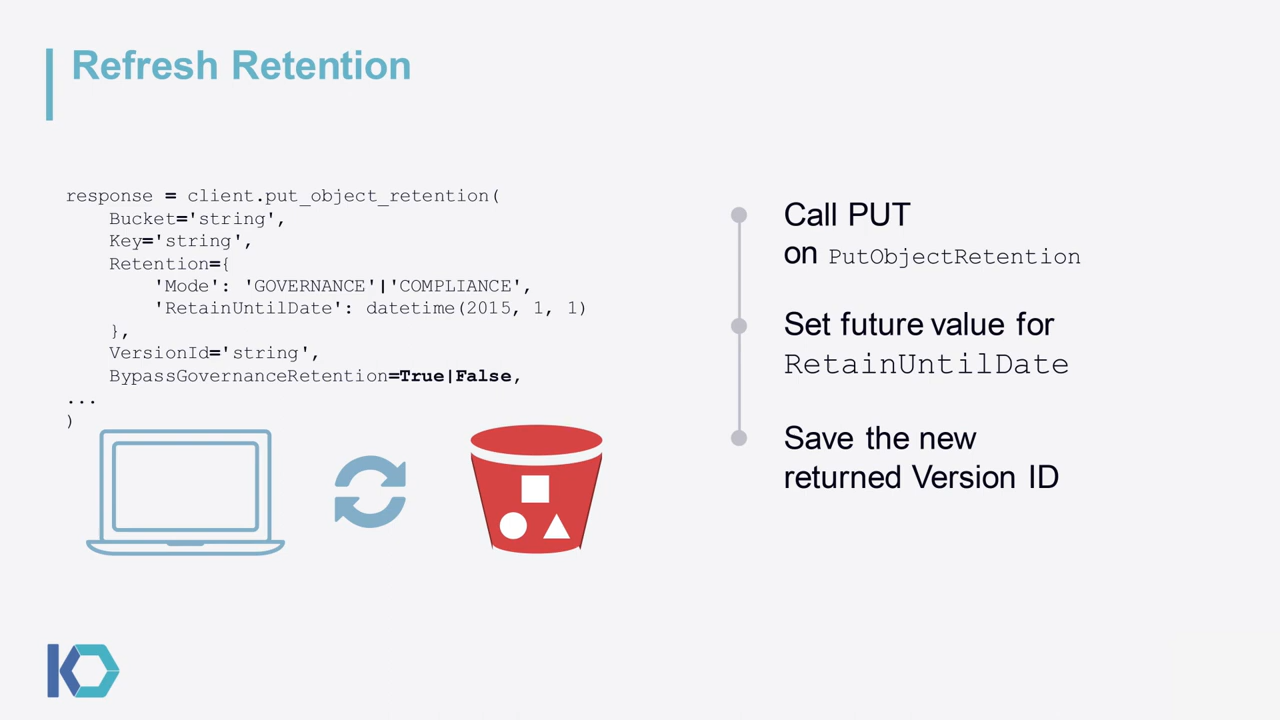 Refresh Retention
response = client.put_object_retention(
    Bucket='string',
    Key='string',
    Retention={
        'Mode': 'GOVERNANCE'|'COMPLIANCE',
        'RetainUntilDate': datetime(2015, 1, 1)
    },
    VersionId='string',
    BypassGovernanceRetention=True|False,
...
)
Call PUT
on PutObjectRetention
Set future value for
RetainUntilDate
Save the new
returned Version ID